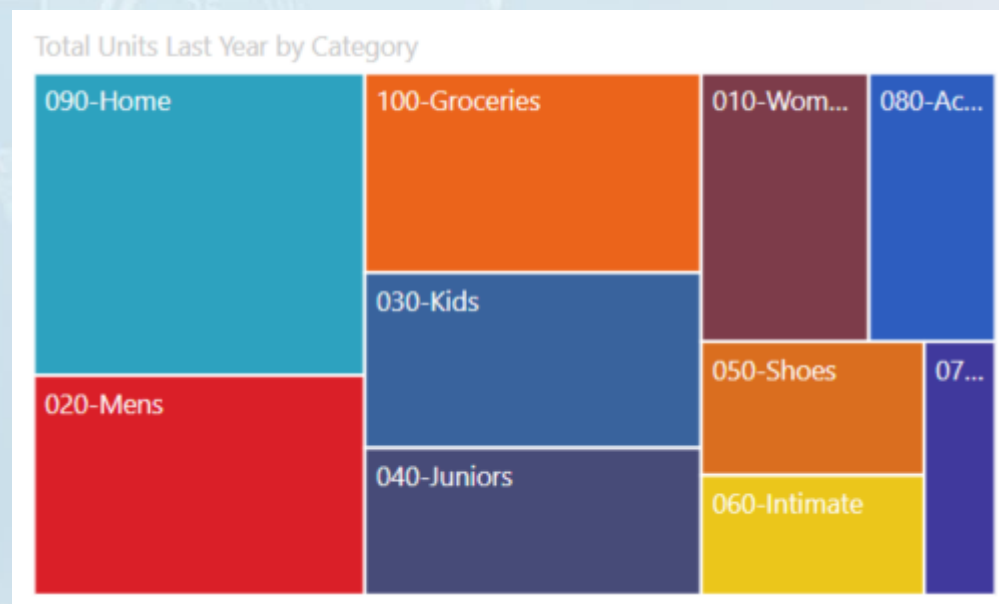 Total Units Last Year by Category
090-Home
100-Groceries
010-Wom...
080-Ac...
030-Kids
050-Shoes
07...
020-Mens
040-Juniors
060-Intimate